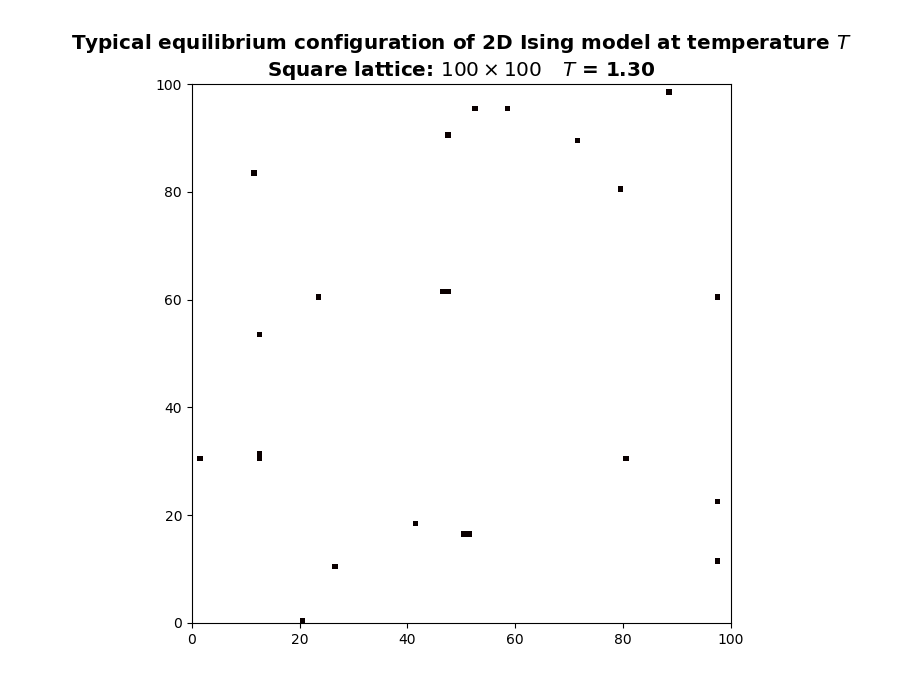 Typical equilibrium configuration of 2D Ising model at temperature T
Square lattice: 100 × 100 T = 1.30
100
80
60
40
20
0
0 20 40 60 80 100